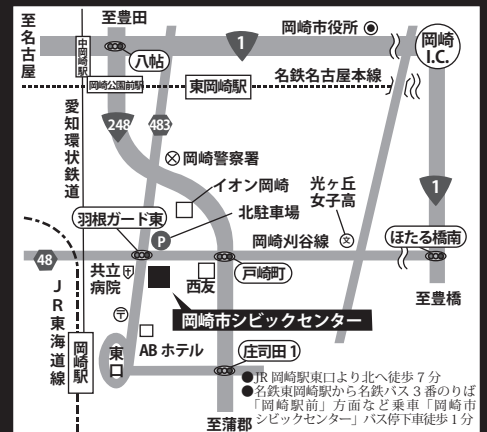 至豊田
至名古屋
中岡崎駅
岡崎市役所
岡崎
I.C.
1
八帖
名鉄名古屋本線
岡崎公園前駅
東岡崎駅
愛知環状鉄道
248
483
岡崎警察署
イオン岡崎
光ヶ丘
女子高
1
羽根ガード東
北駐車場
P
岡崎刈谷線
文
ほたる橋南
48
共立
病院
西友
戸崎町
至豊橋
岡崎市シビックセンター
JR東海道線
岡崎駅
東口
〒
ABホテル
庄司田1
至蒲郡
●JR岡崎駅東口より北へ徒歩7分
●名鉄東岡崎駅から名鉄バス3番のりば
「岡崎駅前」方面など乗車「岡崎市
シビックセンター」バス停下車徒歩1分